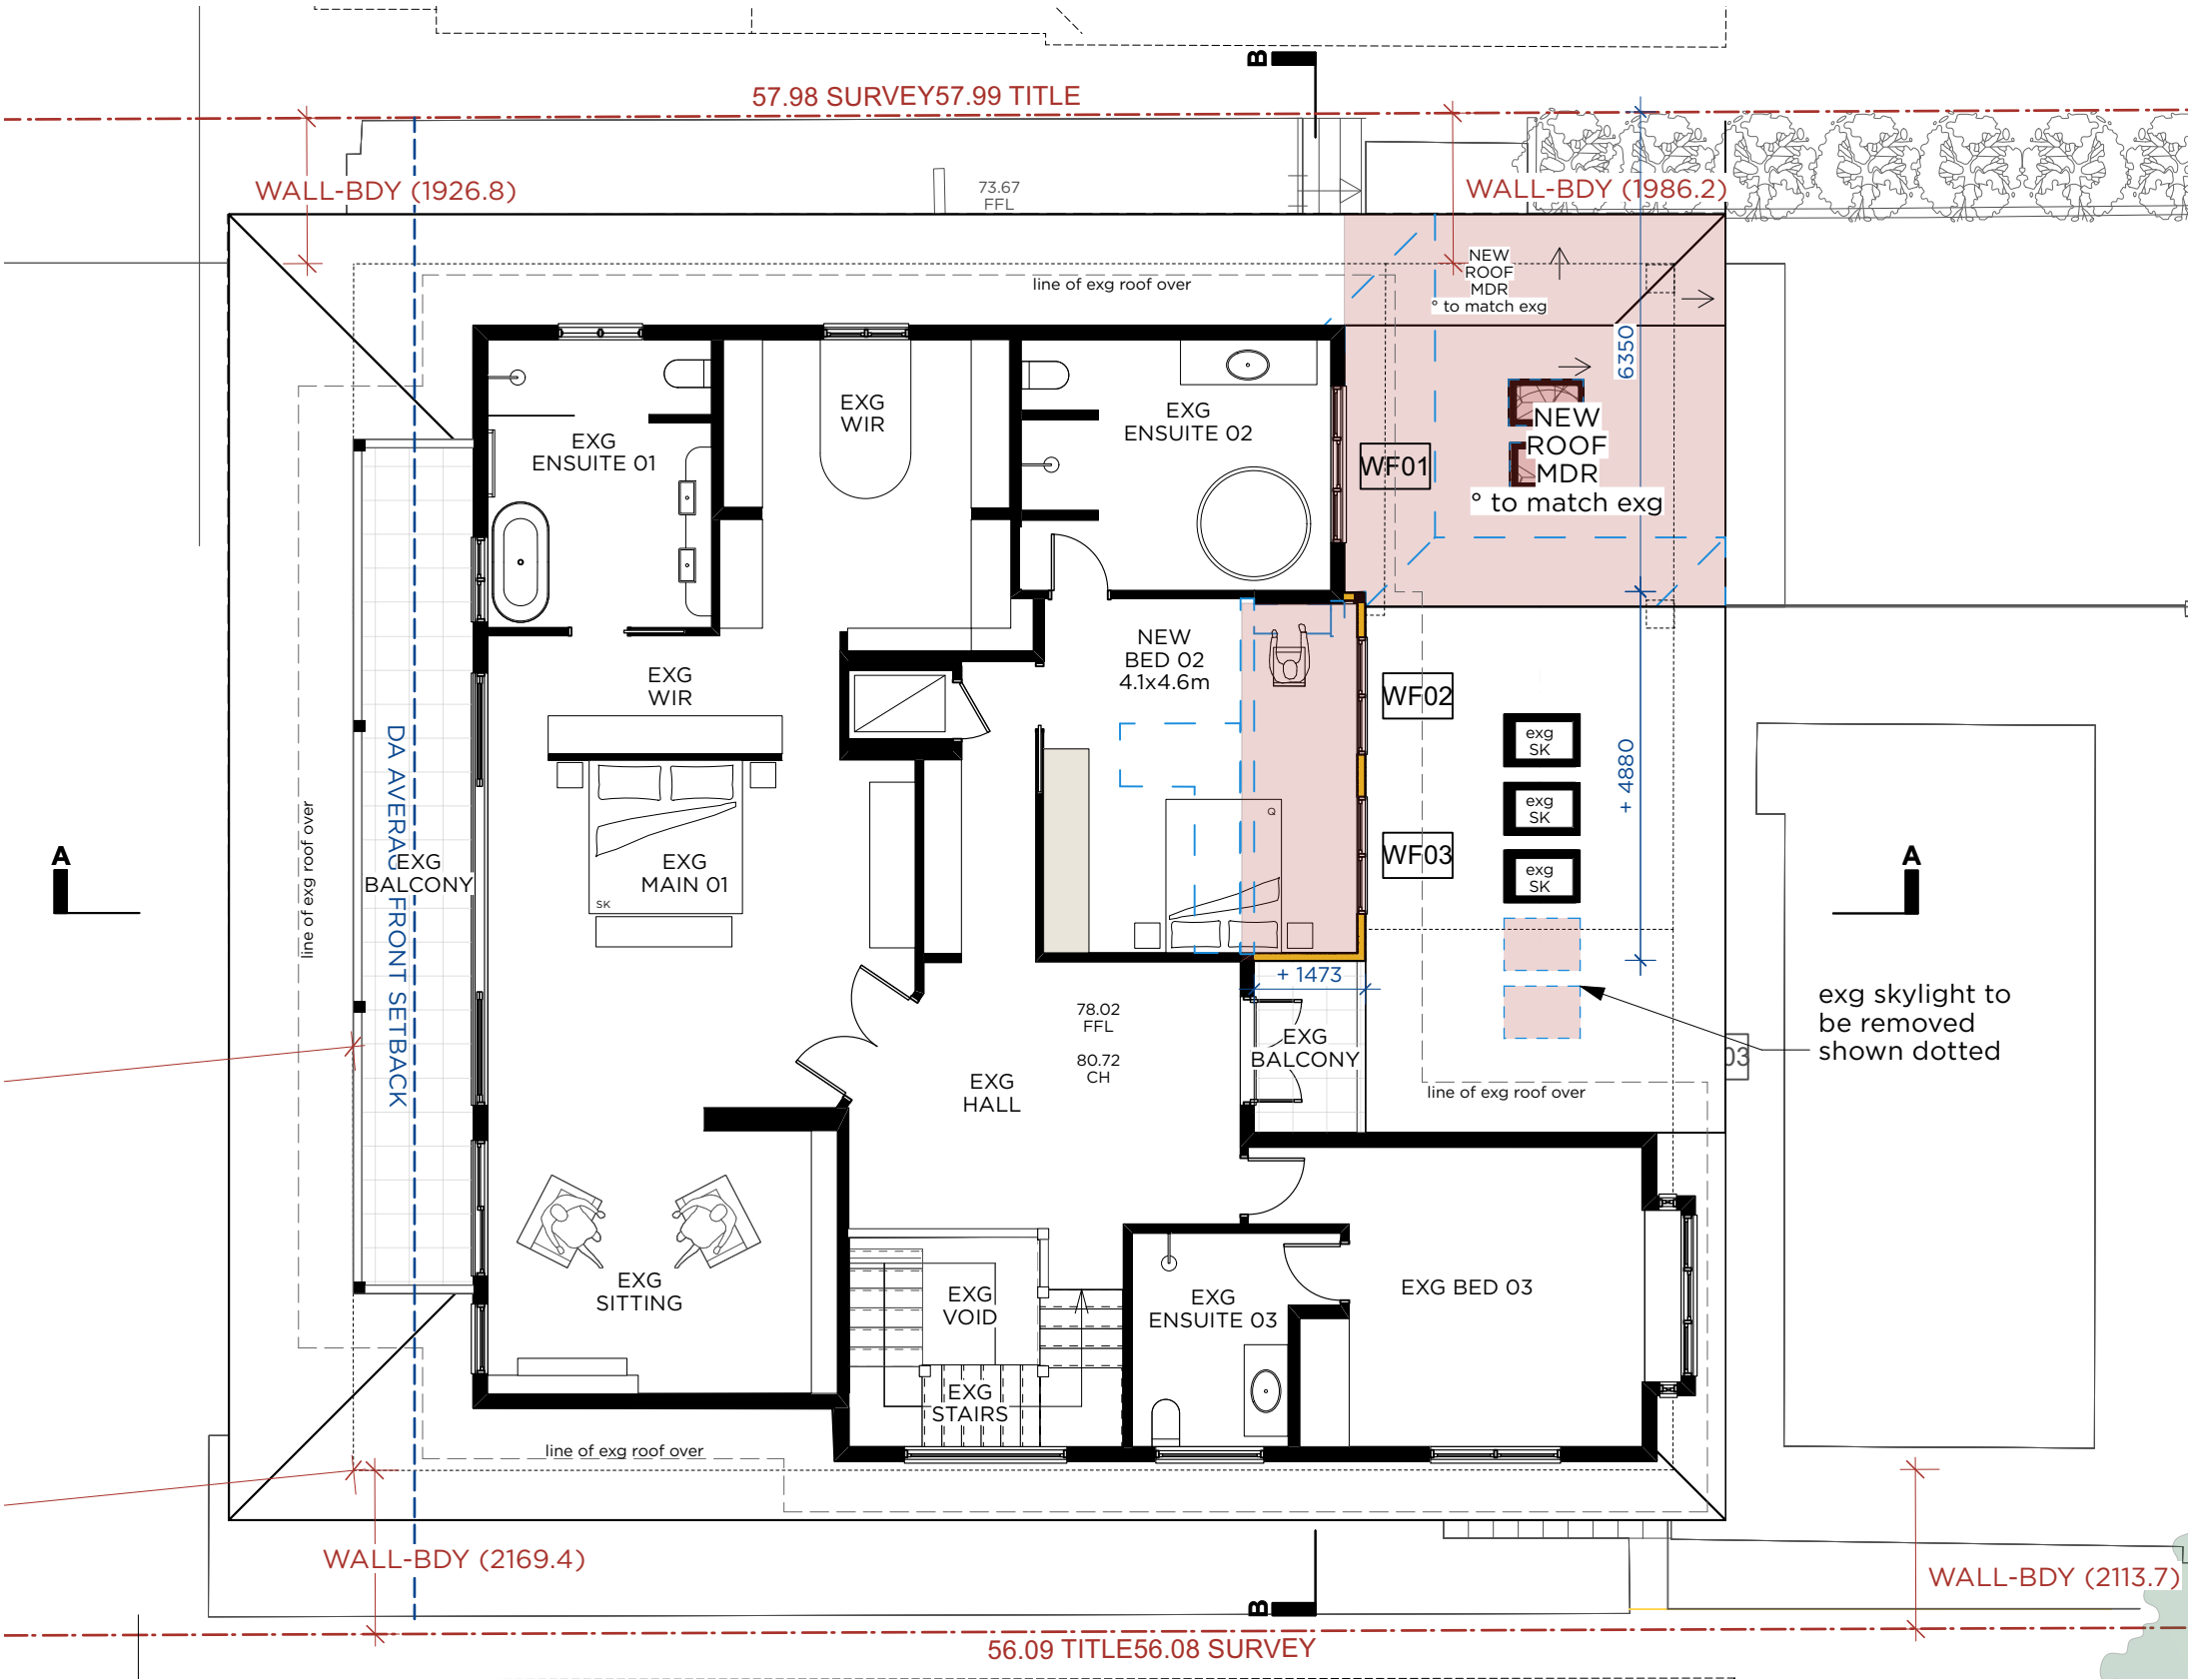 B
57.98 SURVEY57.99 TITLE
WALL-BDY (1926.8)
73.67
FFL
WALL-BDY (1986.2)
line of exg roof over
NEW
ROOF
MDR
° to match exg
6350
EXG
ENSUITE 01
EXG
WIR
EXG
ENSUITE 02
WF01
NEW
ROOF
MDR
° to match exg
EXG
WIR
NEW
BED 02
4.1x4.6m
WF02
exg
SK
+ 4880
exg
SK
WF03
exg
SK
DA AVERAG FRONT SETBACK
line of exg roof over
EXG
BALCONY
EXG
MAIN 01
SK
Q
A
A
+ 1473
exg skylight to
be removed
shown dotted
03
78.02
FFL
80.72
CH
EXG
BALCONY
EXG
HALL
line of exg roof over
EXG
SITTING
EXG
VOID
EXG
STAIRS
EXG
ENSUITE 03
EXG BED 03
line of exg roof over
WALL-BDY (2169.4)
WALL-BDY (2113.7)
B
56.09 TITLE56.08 SURVEY